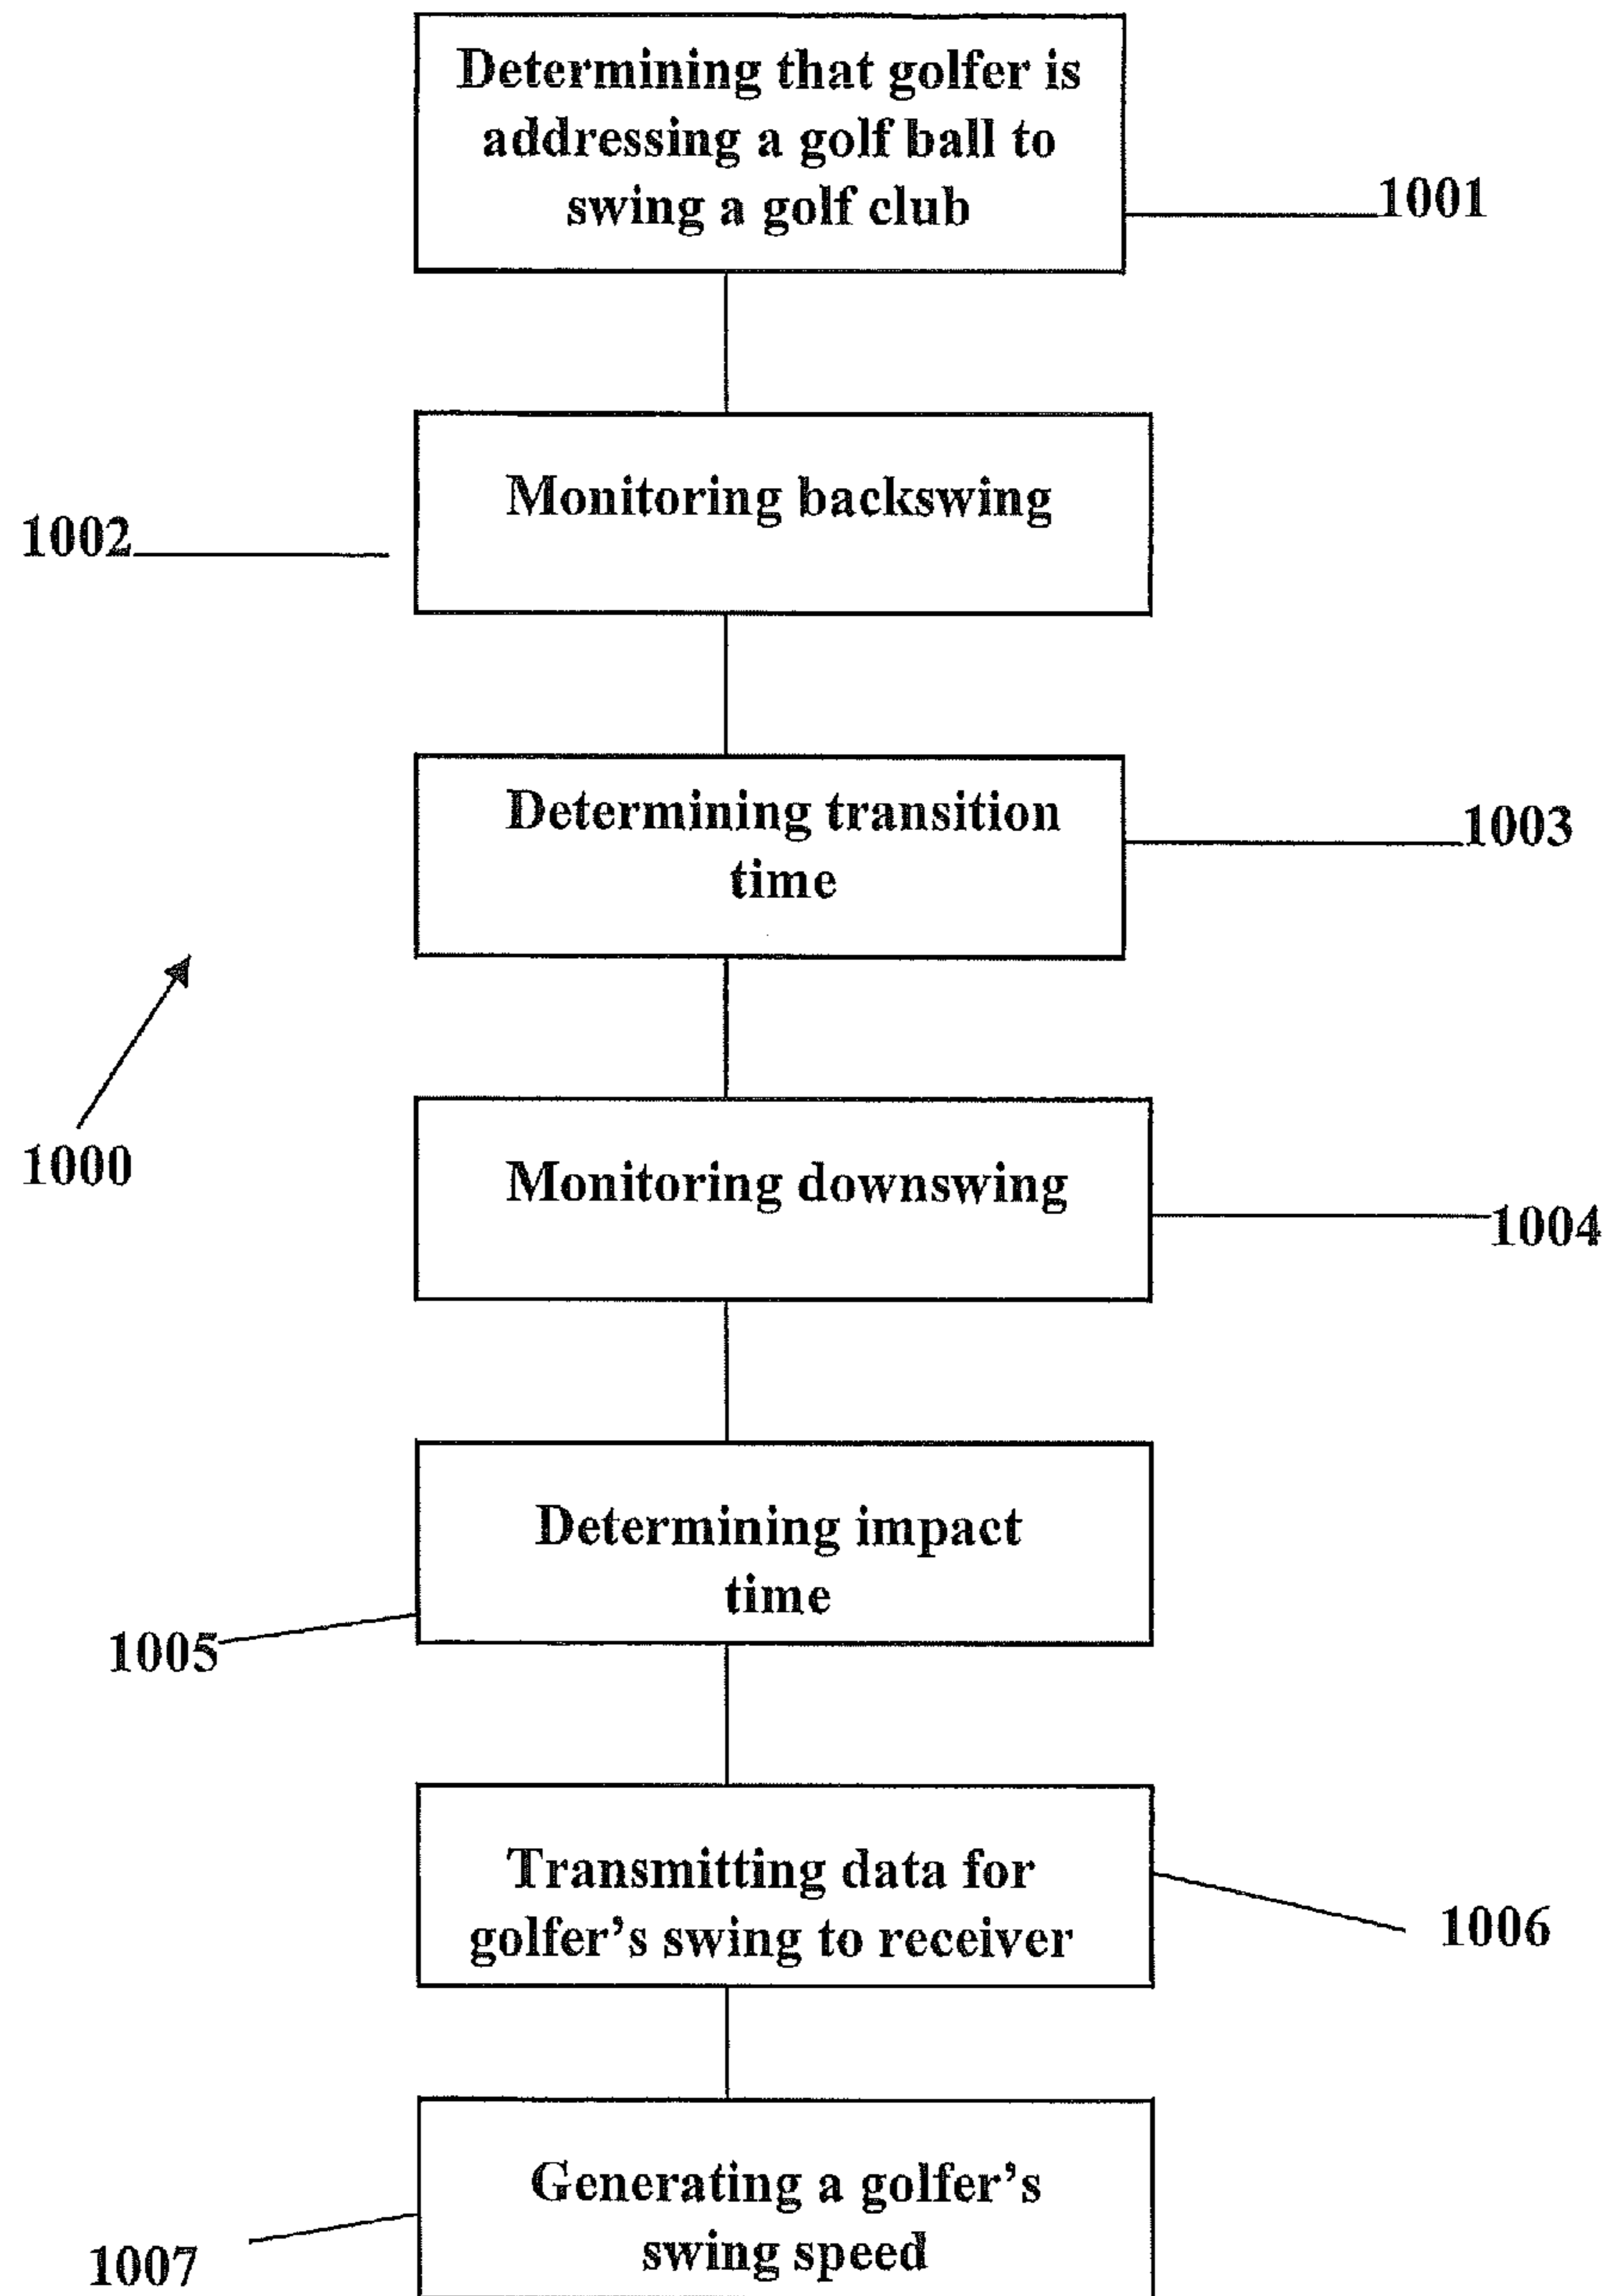 Determining that golfer is
addressing a golf ball to
swing a golf club
1001
Monitoring backswing
1002
Determining transition
time
1003
1000
Monitoring downswing
1004
Determining impact
time
1005
Transmitting data for
golfer's swing to receiver
1006
Generating a golfer's
swing speed
1007